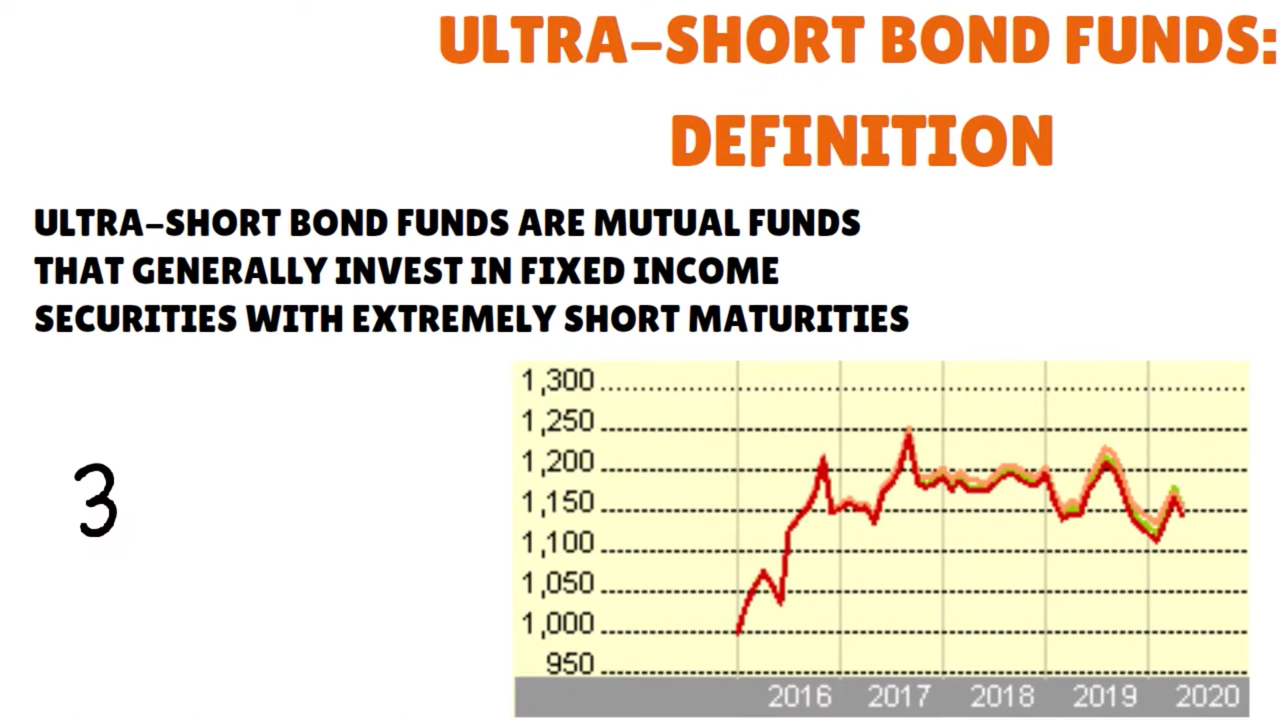 ULTRA-SHORT BOND FUNDS:
DEFINITION
ULTRA-SHORT BOND FUNDS ARE MUTUAL FUNDS
THAT GENERALLY INVEST IN FIXED INCOME
SECURITIES WITH EXTREMELY SHORT MATURITIES
3
1,300
1,250
1,200
1,150
1,100
1,050
1,000
950
2016 2017 2018 2019 2020